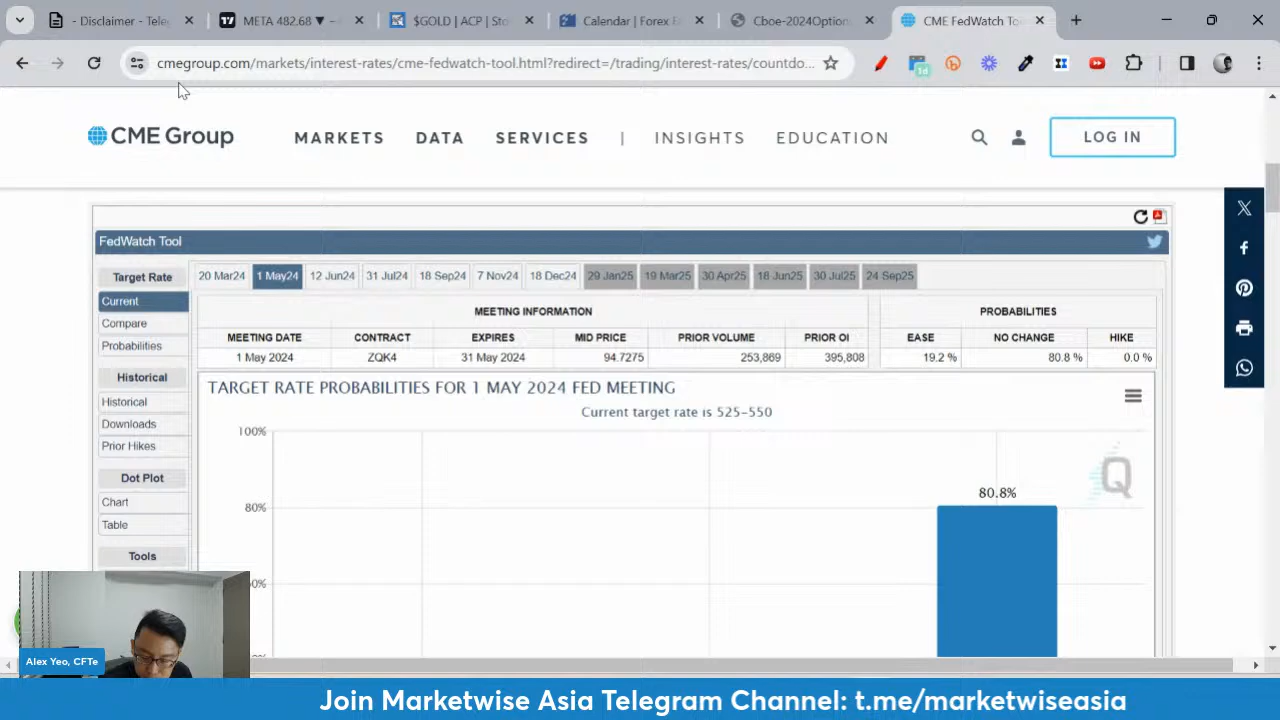 - Disclaimer - Tele
META 482.68 ▼
$GOLD | ACP | Sto
Calendar | Forex
Cboe-2024Option
CME FedWatch Too
cmegroup.com/markets/interest-rates/cme-fedwatch-tool.html?redirect=/trading/interest-rates/countdo...
1d
CME Group
MARKETS DATA SERVICES | INSIGHTS EDUCATION
LOG IN
FedWatch Tool
Target Rate
Current
Compare
Probabilities
Historical
Historical
Downloads
Prior Hikes
Dot Plot
Chart
Table
Tools
20 Mar24 1 May24 12 Jun24 31 Jul24 18 Sep24 7 Nov24 18 Dec24 29 Jan25 19 Mar25 30 Apr25 18 Jun25 30 Jul25 24 Sep25
MEETING INFORMATION
MEETING DATE CONTRACT EXPIRES MID PRICE PRIOR VOLUME PRIOR OI
1 May 2024 ZQK4 31 May 2024 94.7275 253,869 395,808
PROBABILITIES
EASE NO CHANGE HIKE
19.2 % 80.8 % 0.0 %
TARGET RATE PROBABILITIES FOR 1 MAY 2024 FED MEETING
Current target rate is 525-550
100%
Q
80.8%
80%
Alex Yeo, CFTe
Join Marketwise Asia Telegram Channel: t.me/marketwiseasia